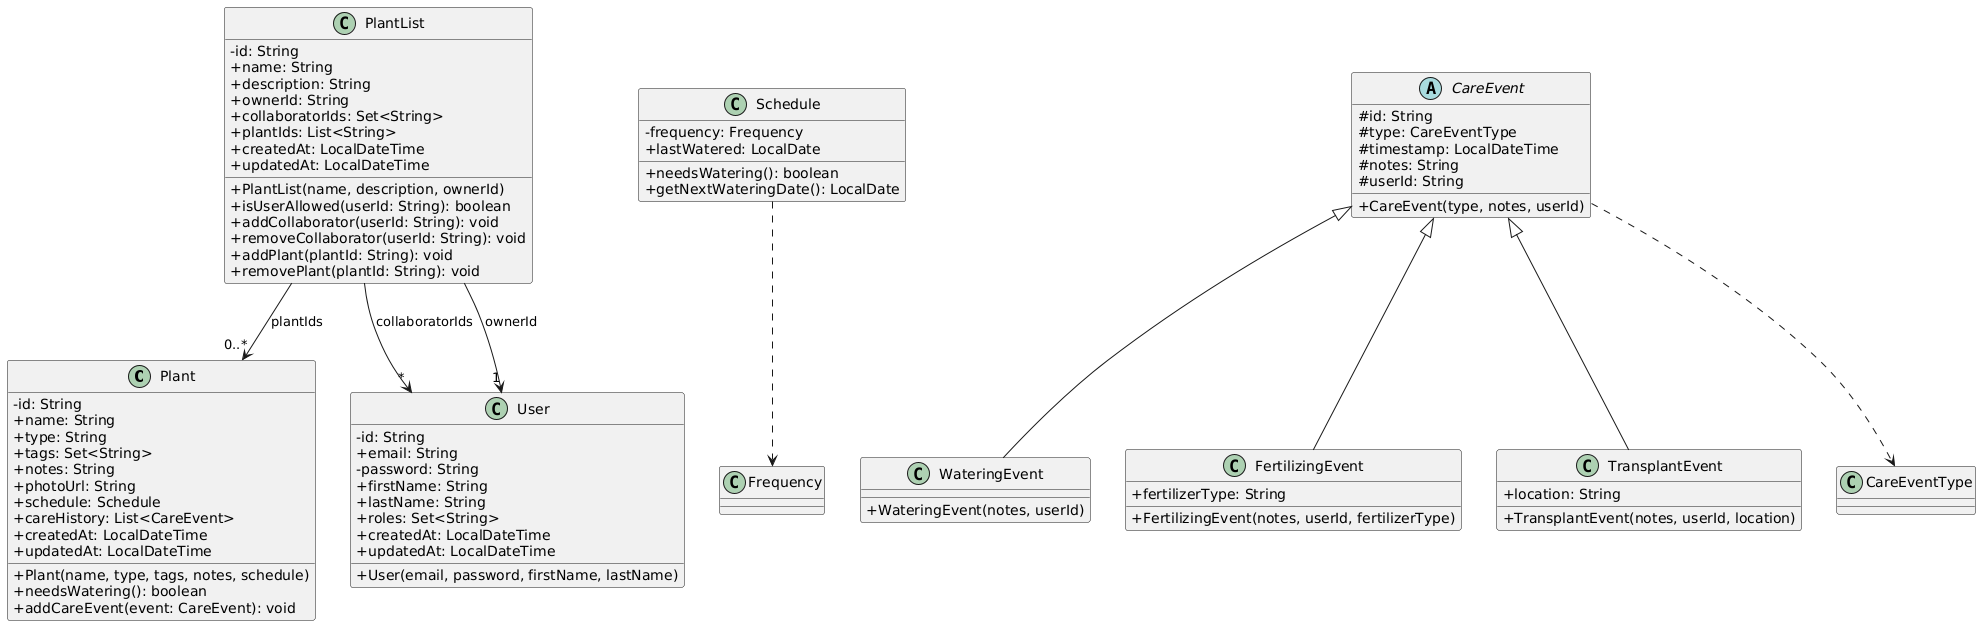 C PlantList
-id: String
+name: String
+description: String
+ownerId: String
+collaboratorIds: Set<String>
+plantIds: List<String>
+createdAt: LocalDateTime
+updatedAt: LocalDateTime
+PlantList(name, description, ownerId)
+isUserAllowed(userId: String): boolean
+addCollaborator(userId: String): void
+removeCollaborator(userId: String): void
+addPlant(plantId: String): void
+removePlant(plantId: String): void
C Schedule
-frequency: Frequency
+lastWatered: LocalDate
+needsWatering(): boolean
+getNextWateringDate(): LocalDate
A CareEvent
#id: String
#type: CareEventType
#timestamp: LocalDateTime
#notes: String
#userId: String
+CareEvent(type, notes, userId)
plantIds
collaboratorIds
ownerId
0..*
*
1
C Plant
-id: String
+name: String
+type: String
+tags: Set<String>
+notes: String
+photoUrl: String
+schedule: Schedule
+careHistory: List<CareEvent>
+createdAt: LocalDateTime
+updatedAt: LocalDateTime
+Plant(name, type, tags, notes, schedule)
+needsWatering(): boolean
+addCareEvent(event: CareEvent): void
C User
-id: String
+email: String
-password: String
+firstName: String
+lastName: String
+roles: Set<String>
+createdAt: LocalDateTime
+updatedAt: LocalDateTime
+User(email, password, firstName, lastName)
C Frequency
C WateringEvent
+WateringEvent(notes, userId)
C FertilizingEvent
+fertilizerType: String
+FertilizingEvent(notes, userId, fertilizerType)
C TransplantEvent
+location: String
+TransplantEvent(notes, userId, location)
C CareEventType